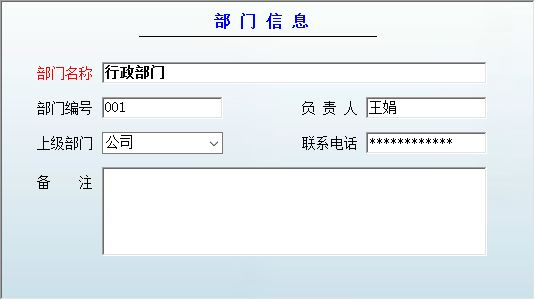 部门信息
部门名称 行政部门
部门编号 001 负责人 王娟
上级部门 公司 联系电话 ************
备注